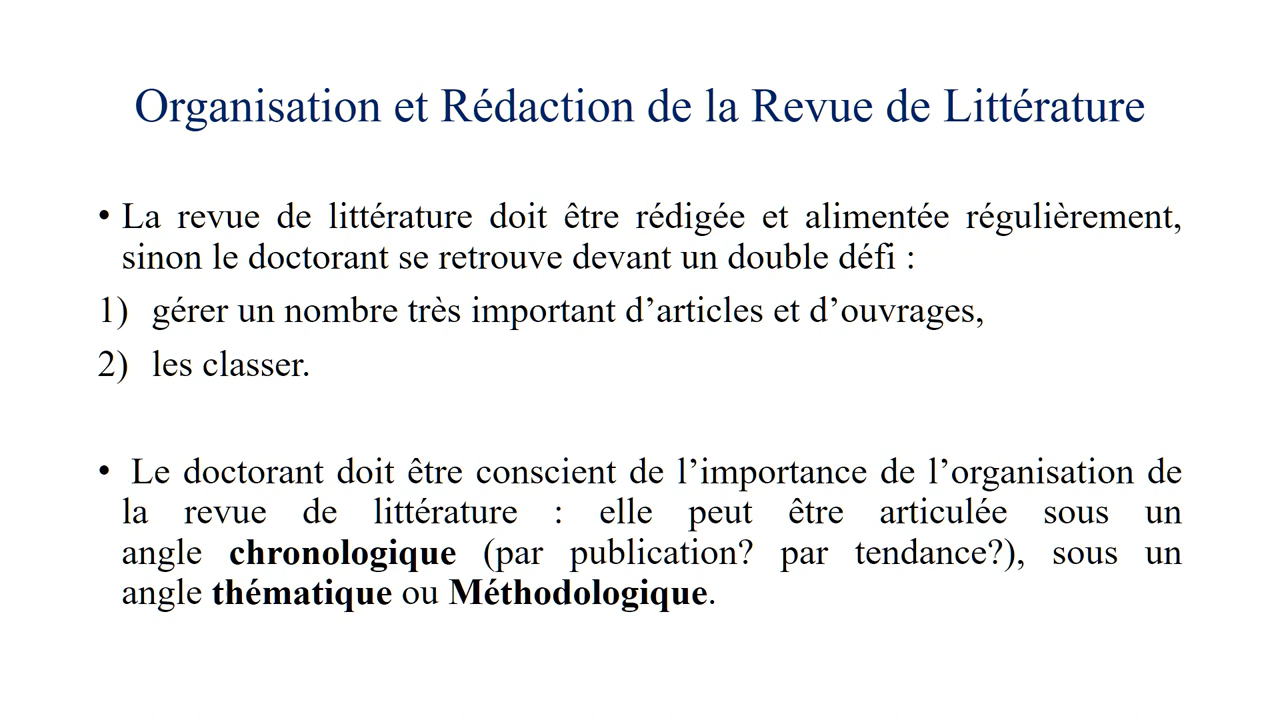 Organisation et Rédaction de la Revue de Littérature
• La revue de littérature doit être rédigée et alimentée régulièrement,
sinon le doctorant se retrouve devant un double défi :
1) gérer un nombre très important d’articles et d’ouvrages,
2) les classer.
• Le doctorant doit être conscient de l’importance de l’organisation de
la revue de littérature : elle peut être articulée sous un
angle chronologique (par publication? par tendance?), sous un
angle thématique ou Méthodologique.